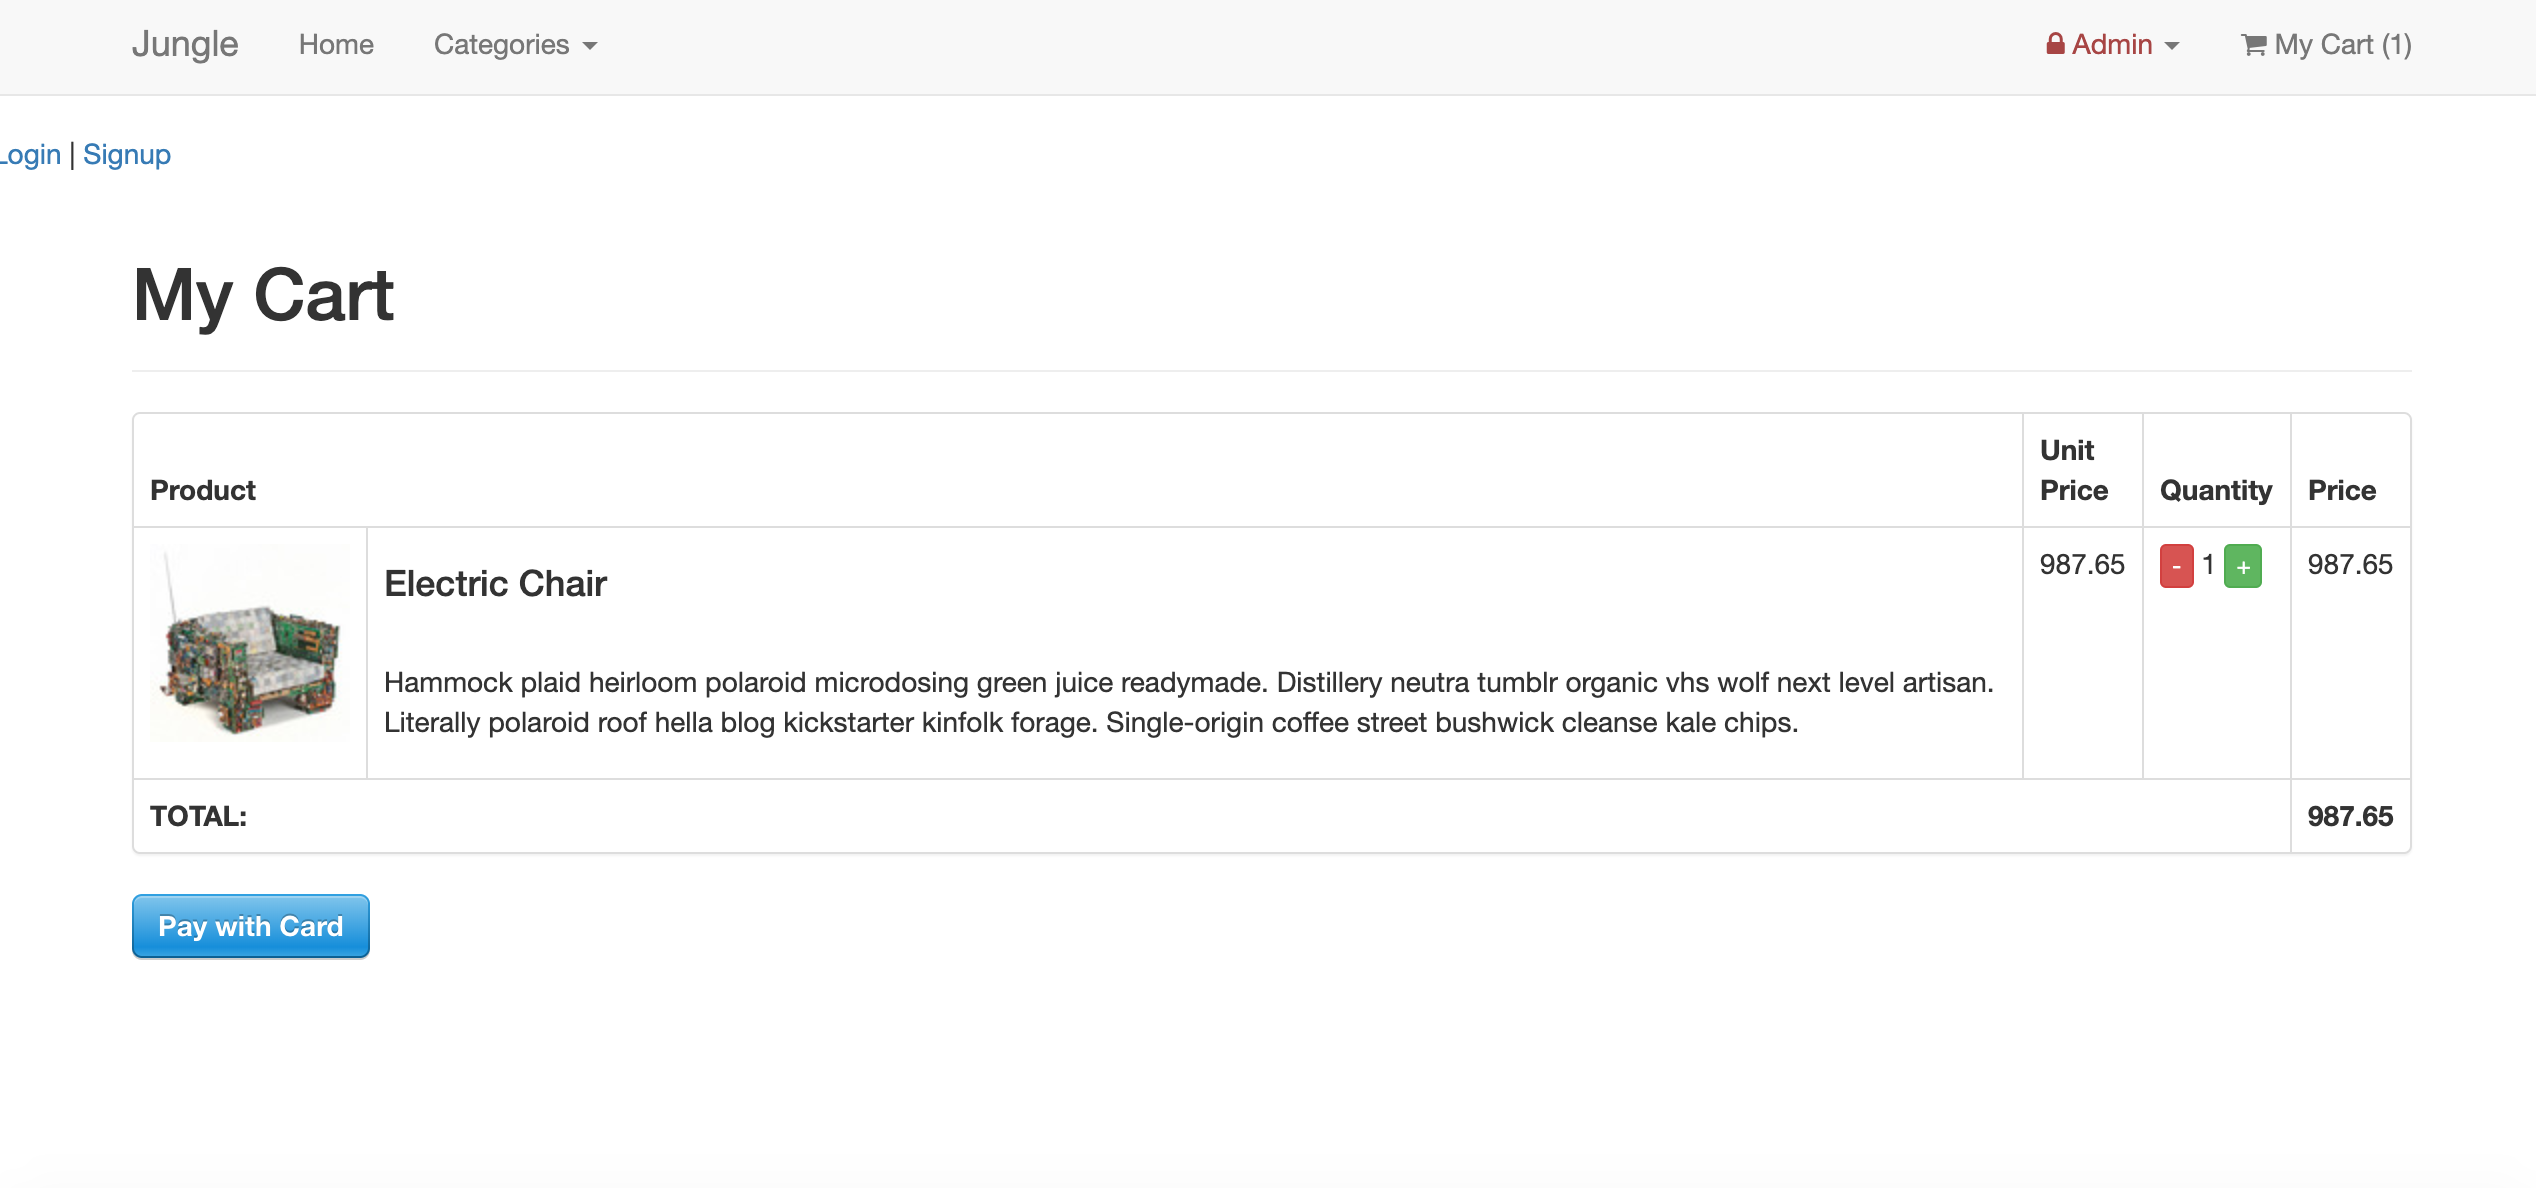 Jungle Home Categories Admin My Cart (1)
Login | Signup
My Cart
Product Unit Price Quantity Price
Electric Chair 987.65 - 1 + 987.65
Hammock plaid heirloom polaroid microdosing green juice readymade. Distillery neutra tumblr organic vhs wolf next level artisan.
Literally polaroid roof hella blog kickstarter kinfolk forage. Single-origin coffee street bushwick cleanse kale chips.
TOTAL: 987.65
Pay with Card